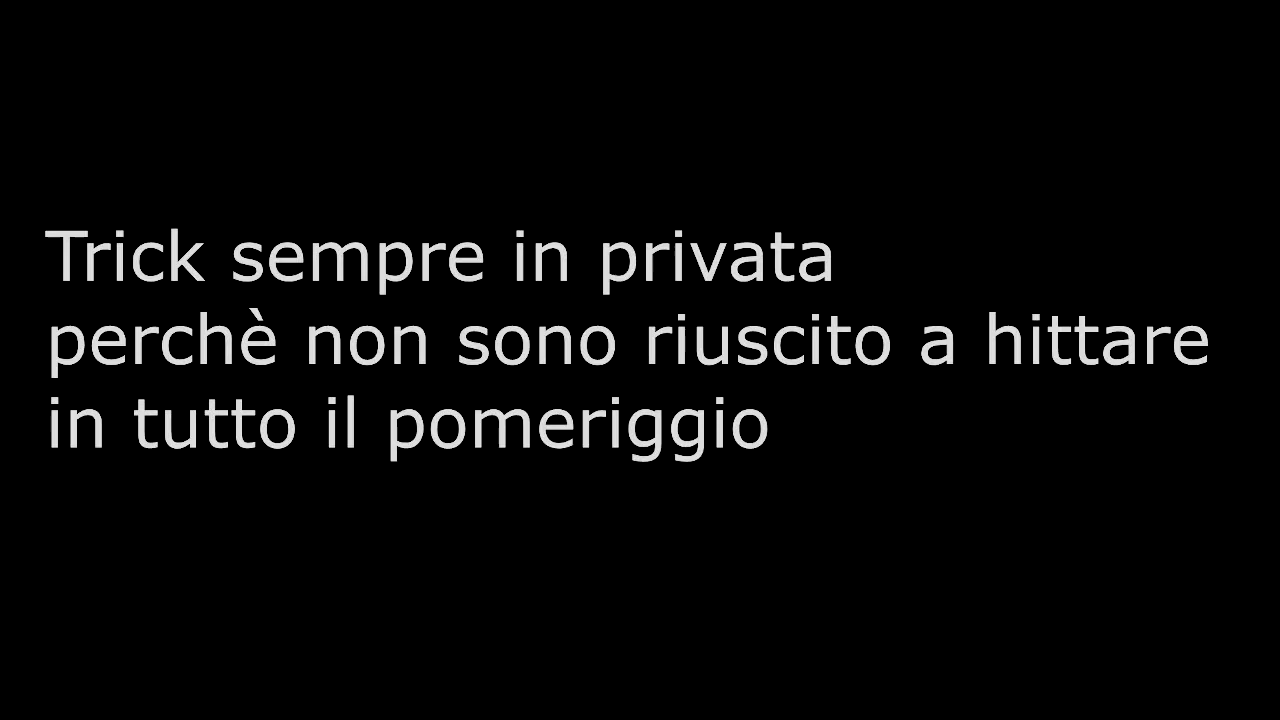 Trick sempre in privata
perchè non sono riuscito a hittare
in tutto il pomeriggio